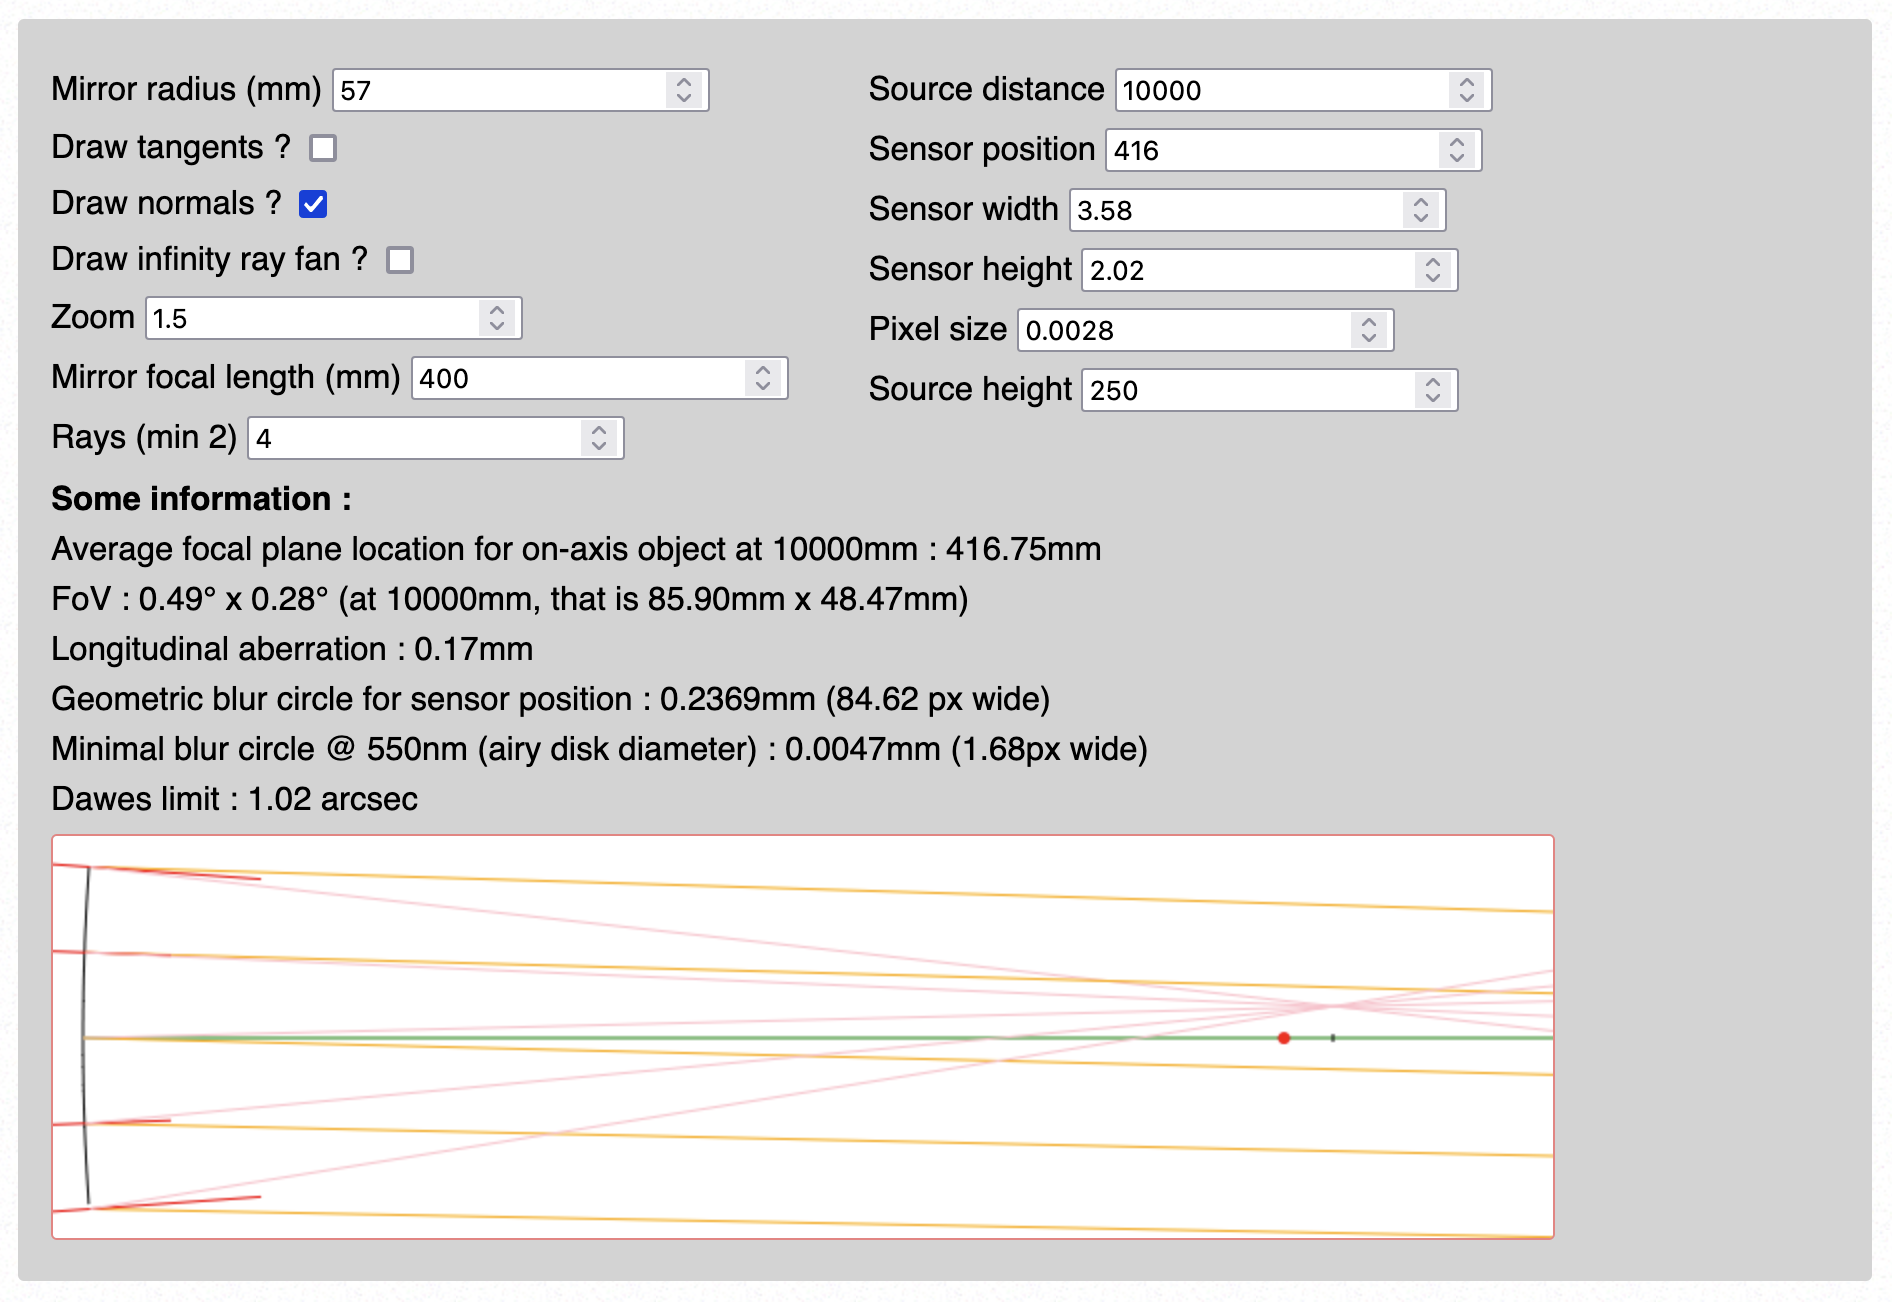 Mirror radius (mm) 57
Draw tangents ?
Draw normals ?
Draw infinity ray fan ?
Zoom 1.5
Mirror focal length (mm) 400
Rays (min 2) 4
Source distance 10000
Sensor position 416
Sensor width 3.58
Sensor height 2.02
Pixel size 0.0028
Source height 250
Some information :
Average focal plane location for on-axis object at 10000mm : 416.75mm
FoV : 0.49° x 0.28° (at 10000mm, that is 85.90mm x 48.47mm)
Longitudinal aberration : 0.17mm
Geometric blur circle for sensor position : 0.2369mm (84.62 px wide)
Minimal blur circle @ 550nm (airy disk diameter) : 0.0047mm (1.68px wide)
Dawes limit : 1.02 arcsec